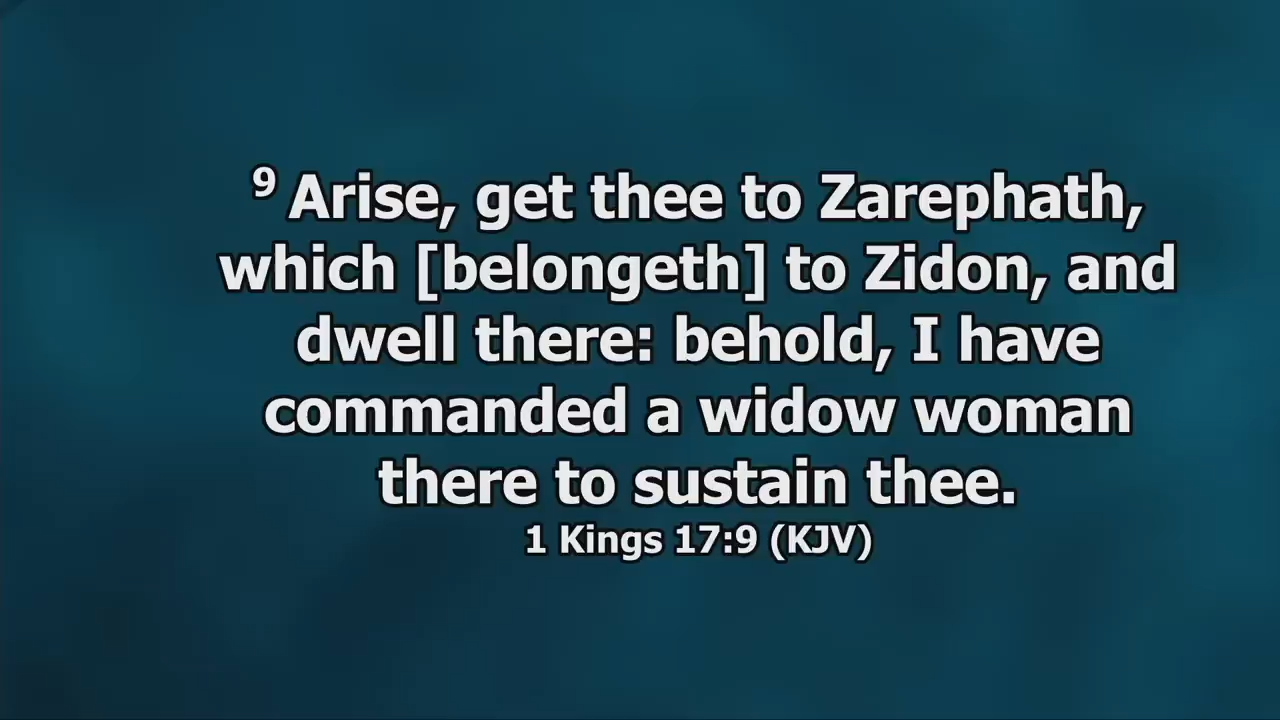 9 Arise, get thee to Zarephath,
which [belongeth] to Zidon, and
dwell there: behold, I have
commanded a widow woman
there to sustain thee.
1 Kings 17:9 (KJV)